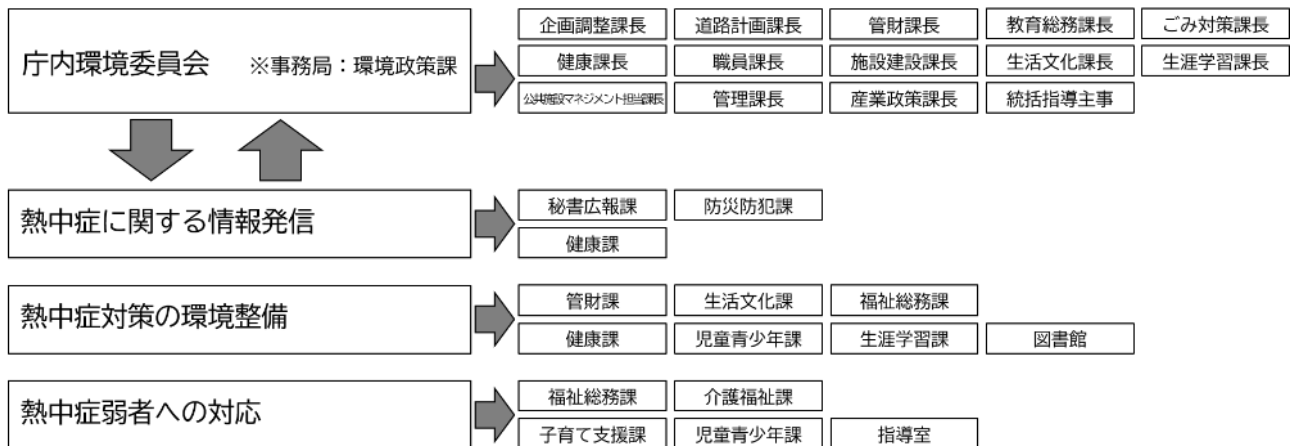 庁内環境委員会 ※事務局：環境政策課
企画調整課長 道路計画課長 管財課長 教育総務課長 ごみ対策課長
健康課長 職員課長 施設建設課長 生活文化課長 生涯学習課長
公共施設マネジメント担当課長 管理課長 産業政策課長 統括指導主事
熱中症に関する情報発信
秘書広報課 防災防犯課
健康課
熱中症対策の環境整備
管財課 生活文化課 福祉総務課
健康課 児童青少年課 生涯学習課 図書館
熱中症弱者への対応
福祉総務課 介護福祉課
子育て支援課 児童青少年課 指導室